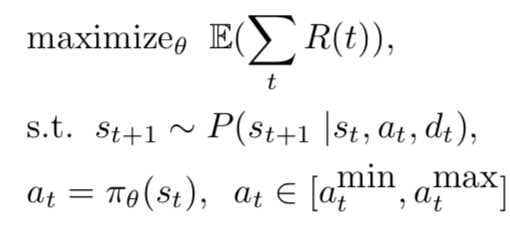 maximize_θ 𝔼(∑_t R(t)),
s.t. s_{t+1} ∼ P(s_{t+1} |s_t, a_t, d_t),
a_t = π_θ(s_t), a_t ∈ [a_t^{min}, a_t^{max}]